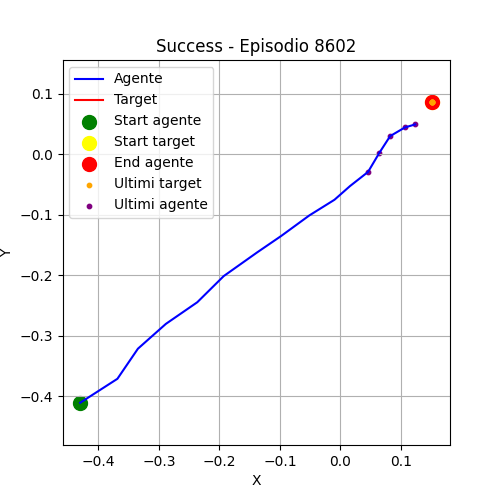 Success - Episodio 8602
Agente
Target
Start agente
Start target
End agente
Ultimi target
Ultimi agente
0.1
0.0
−0.1
−0.2
−0.3
−0.4
Y
−0.4
−0.3
−0.2
−0.1
0.0
0.1
X